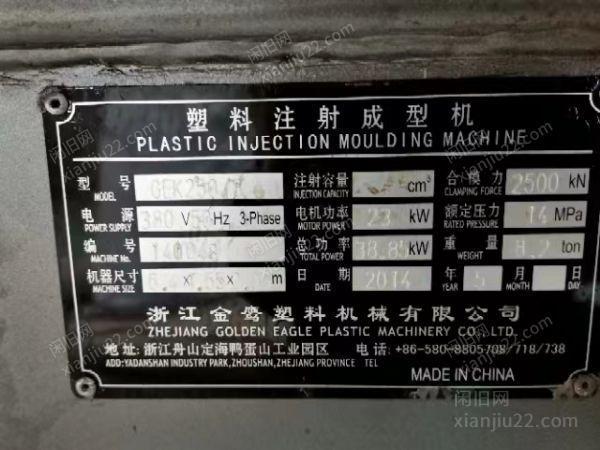 塑料注射成型机
PLASTIC INJECTION MOULDING MACHINE
型号 MODEL 注射容量 INJECTION CAPACITY cm³ 合模力 CLAMPING FORCE 2500 kN
电源 POWER SUPPLY 380 V Hz 3-Phase 电机功率 MOTOR POWER 23 kW 额定压力 RATED PRESSURE 14 MPa
编号 MACHINE No. 总功率 TOTAL POWER 38.85 kW 重量 WEIGHT 8.2 ton
机器尺寸 MACHINE SIZE × × m 日期 DATE 2014 年 YEAR 5 月 MONTH 日 DAY
浙江金鹰塑料机械有限公司
ZHEJIANG GOLDEN EAGLE PLASTIC MACHINERY CO., LTD.
地址: 浙江舟山定海鸭蛋山工业园区 电话: +86-580-8805708/718/738
ADD: YADANSHAN INDUSTRY PARK, ZHOUSHAN, ZHEJIANG PROVINCE TEL
MADE IN CHINA
闲旧网
xianjiu22.com